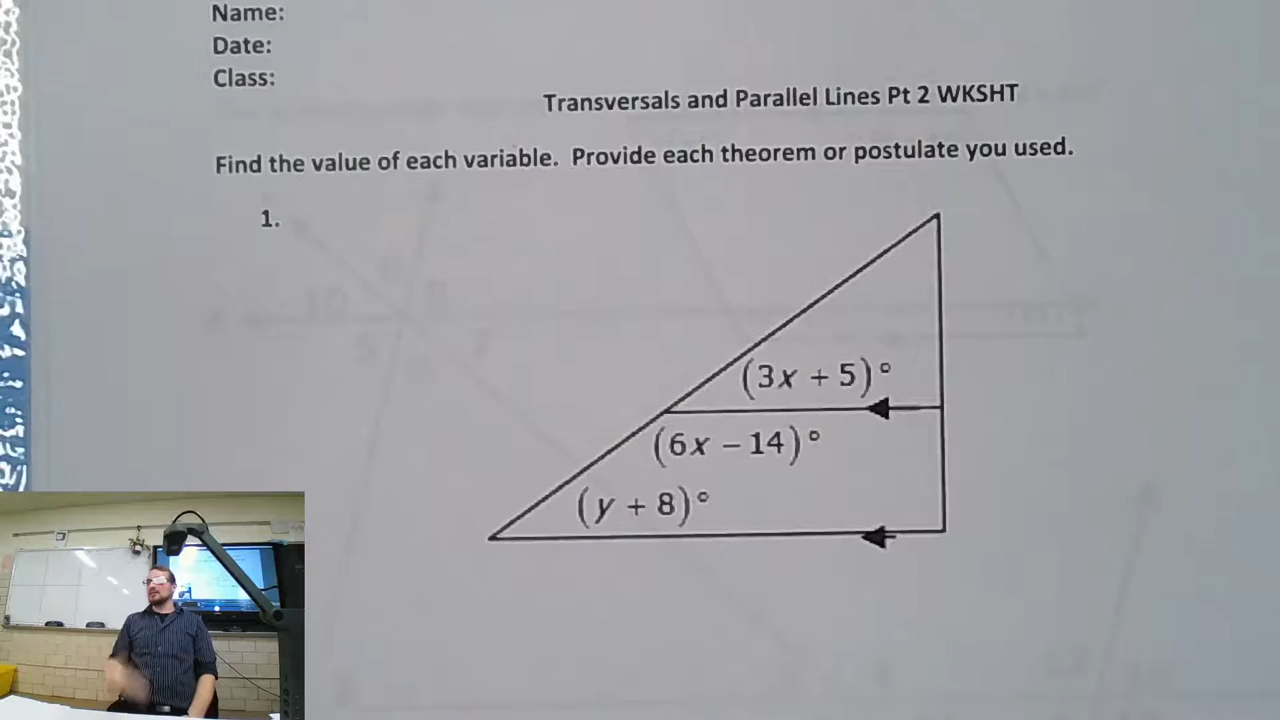 Name:
Date:
Class:
Transversals and Parallel Lines Pt 2 WKSHT
Find the value of each variable.  Provide each theorem or postulate you used.
1.
(3x + 5)°
(6x − 14)°
(y + 8)°